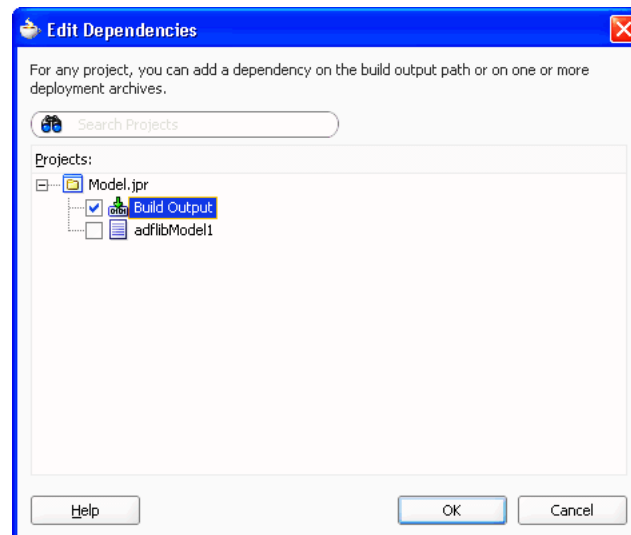 Edit Dependencies
For any project, you can add a dependency on the build output path or on one or more
deployment archives.
Search Projects
Projects:
Model.jpr
Build Output
adflibModel1
Help
OK
Cancel